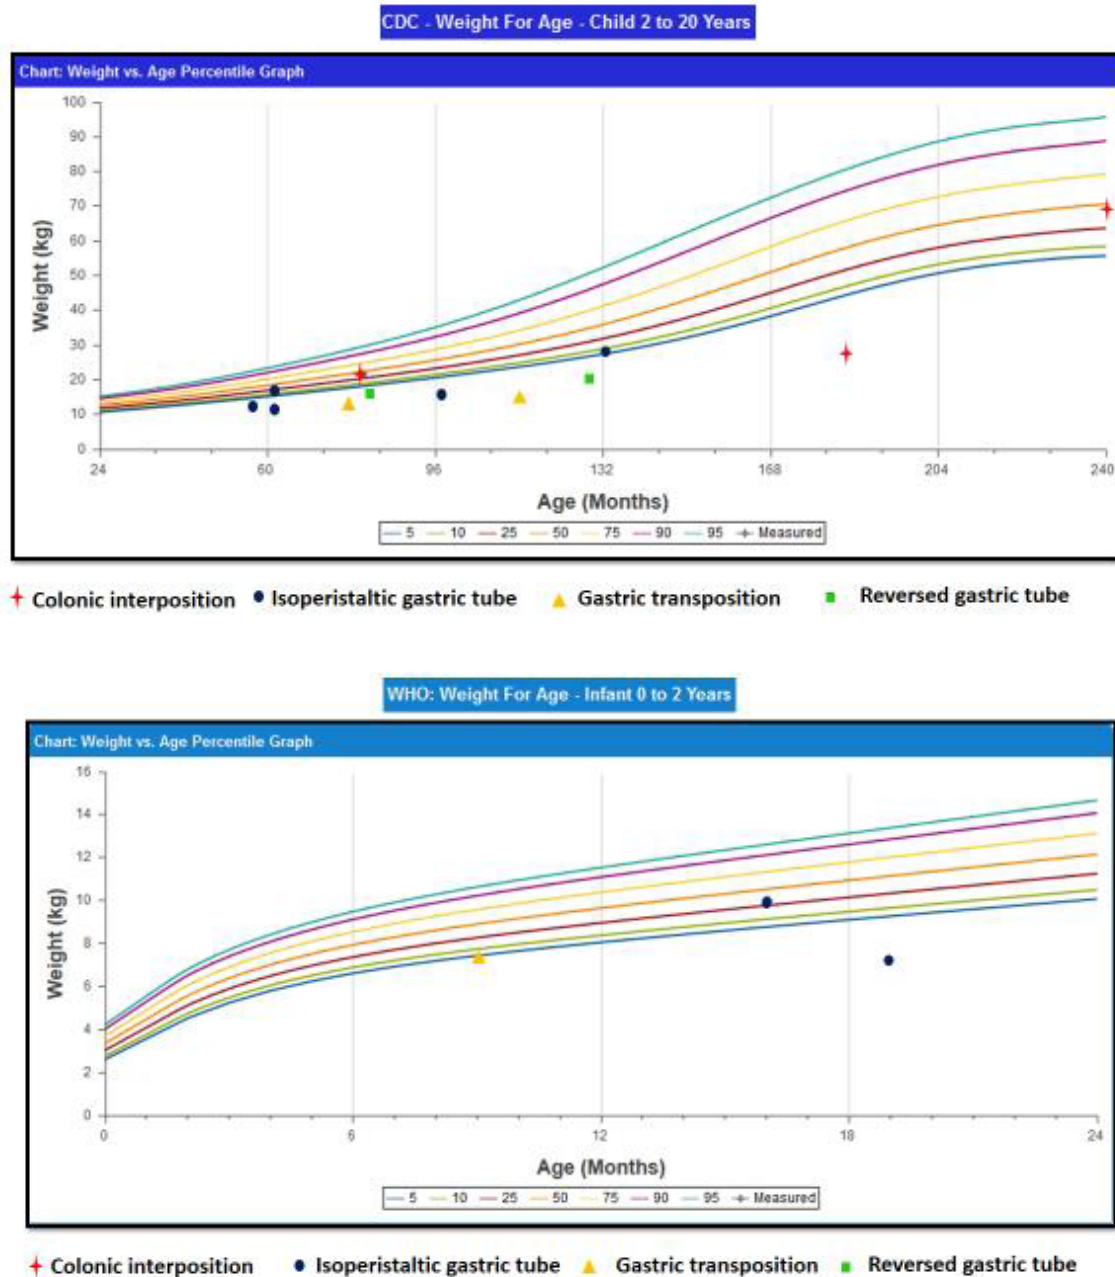 CDC - Weight For Age - Child 2 to 20 Years
Chart: Weight vs. Age Percentile Graph
100
90
80
70
60
50
40
30
20
10
0
Weight (kg)
24 60 96 132 168 204 240
Age (Months)
5 10 25 50 75 90 95 Measured
Colonic interposition Isoperistaltic gastric tube Gastric transposition Reversed gastric tube
WHO: Weight For Age - Infant 0 to 2 Years
Chart: Weight vs. Age Percentile Graph
16
14
12
10
8
6
4
2
0
Weight (kg)
0 6 12 18 24
Age (Months)
5 10 25 50 75 90 95 Measured
Colonic interposition Isoperistaltic gastric tube Gastric transposition Reversed gastric tube